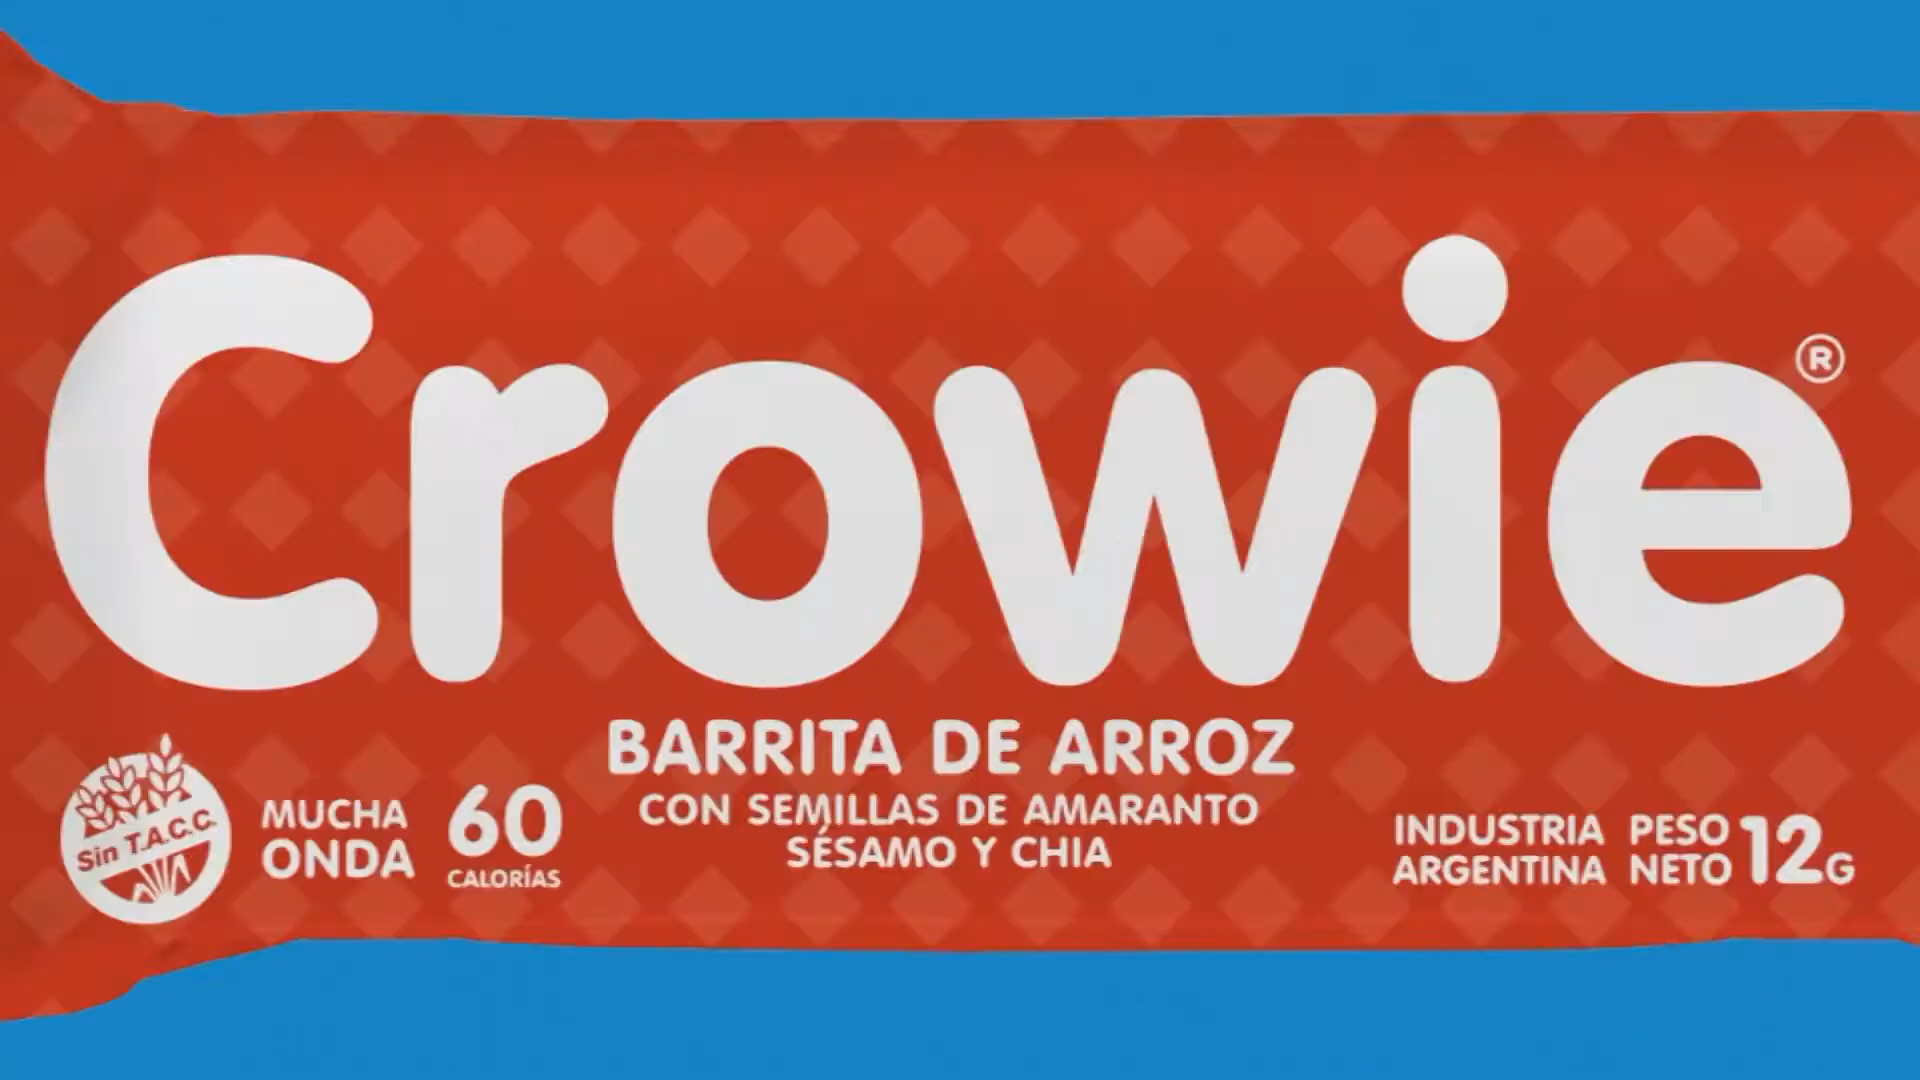 Crowie®
BARRITA DE ARROZ
CON SEMILLAS DE AMARANTO
SÉSAMO Y CHIA
Sin T.A.C.C.
MUCHA
ONDA
60
CALORÍAS
INDUSTRIA
ARGENTINA
PESO
NETO
12G